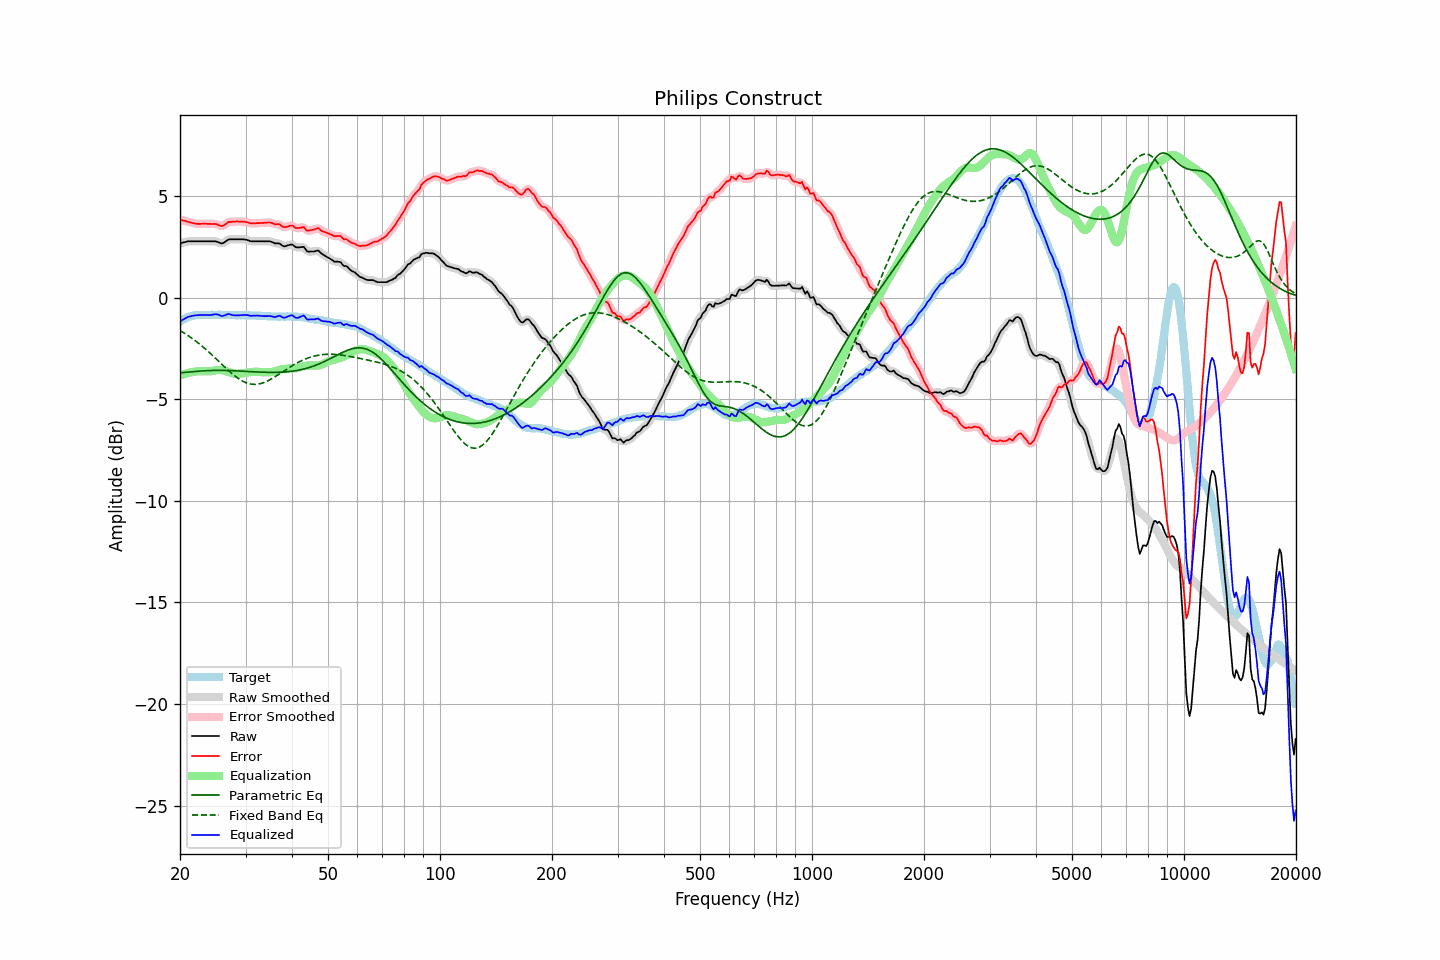 Philips Construct
Amplitude (dBr)
5
0
−5
−10
−15
−20
−25
Target
Raw Smoothed
Error Smoothed
Raw
Error
Equalization
Parametric Eq
Fixed Band Eq
Equalized
20 50 100 200 500 1000 2000 5000 10000 20000
Frequency (Hz)